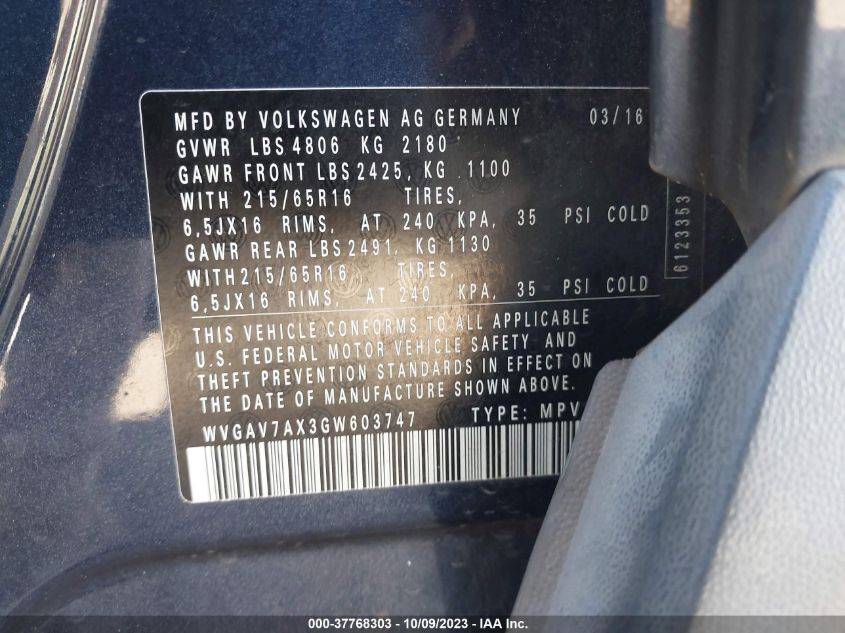 MFD BY VOLKSWAGEN AG GERMANY 03/16
GVWR LBS 4806 KG 2180
GAWR FRONT LBS 2425, KG 1100
WITH 215/65R16 TIRES,
6,5JX16 RIMS, AT 240 KPA, 35 PSI COLD
GAWR REAR LBS 2491, KG 1130
WITH 215/65R16 TIRES,
6,5JX16 RIMS, AT 240 KPA, 35 PSI COLD
THIS VEHICLE CONFORMS TO ALL APPLICABLE
U.S. FEDERAL MOTOR VEHICLE SAFETY AND
THEFT PREVENTION STANDARDS IN EFFECT ON
THE DATE OF MANUFACTURE SHOWN ABOVE.
WVGAV7AX3GW603747 TYPE: MPV
6123353
000-37768303 - 10/09/2023 - IAA Inc.